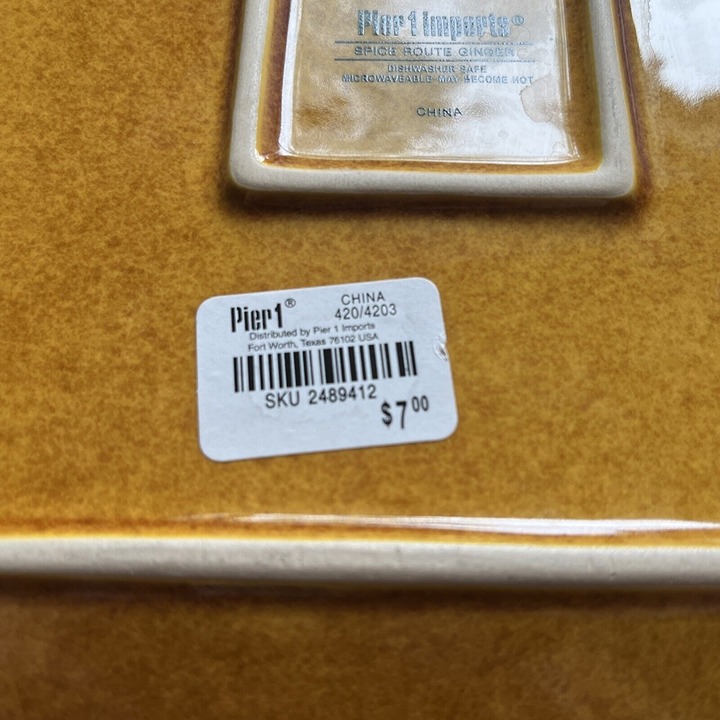 Pier 1 imports®
SPICE ROUTE GINGER
DISHWASHER SAFE
MICROWAVEABLE-MAY BECOME HOT
CHINA
Pier1® CHINA
420/4203
Distributed by Pier 1 Imports
Fort Worth, Texas 76102 USA
SKU 2489412
$7.00